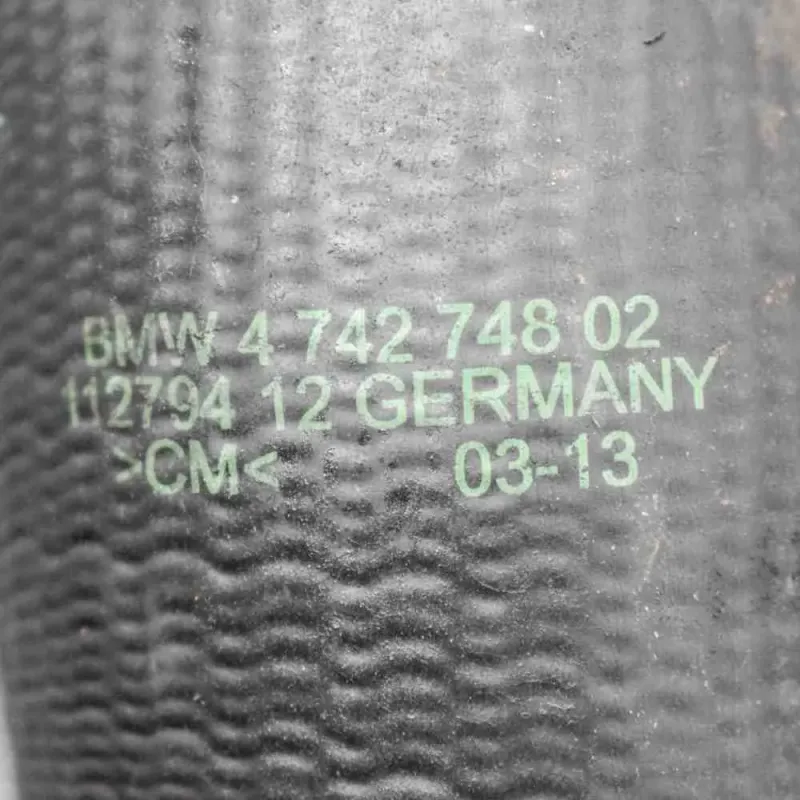 BMW 4 742 748 02
112794 12 GERMANY
>CM< 03-13